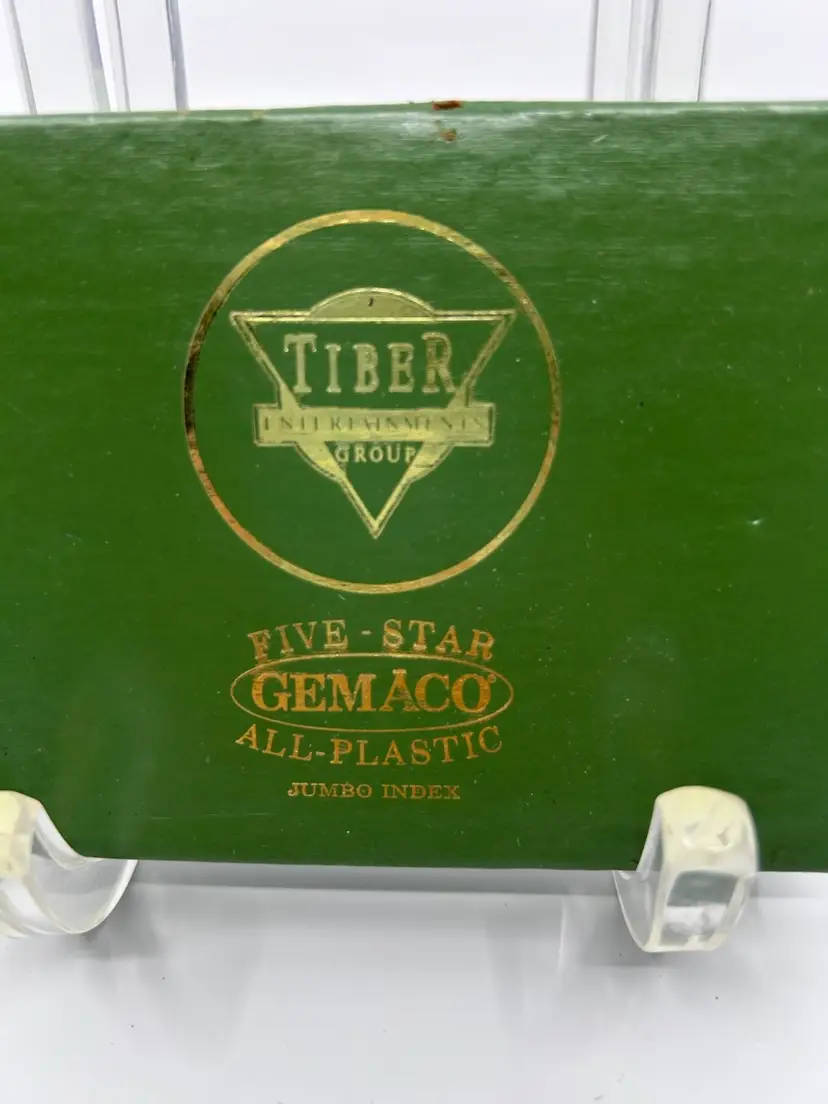 TIBER
ENTERTAINMENTS
GROUP
FIVE-STAR
GEMACO®
ALL-PLASTIC
JUMBO INDEX